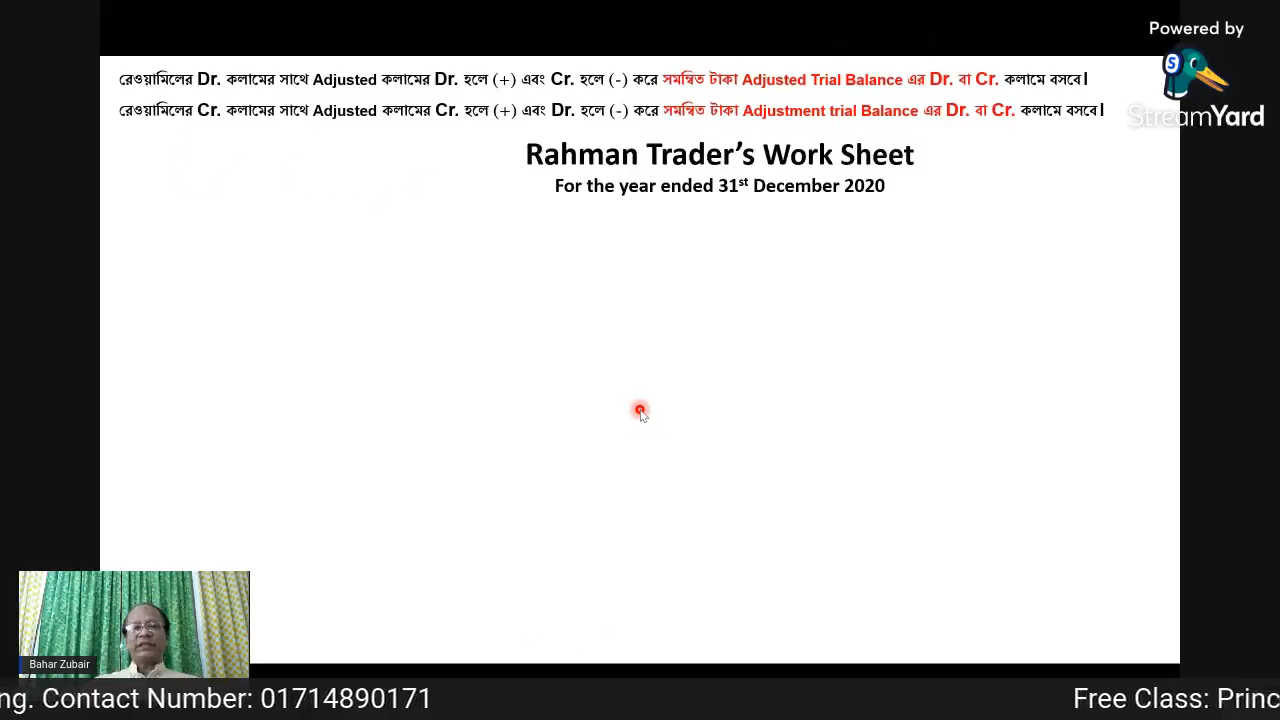 Powered by
StreamYard
রেওয়ামিলের Dr. কলামের সাথে Adjusted কলামের Dr. হলে (+) এবং Cr. হলে (-) করে সমন্বিত টাকা Adjusted Trial Balance এর Dr. বা Cr. কলামে বসবে।
রেওয়ামিলের Cr. কলামের সাথে Adjusted কলামের Cr. হলে (+) এবং Dr. হলে (-) করে সমন্বিত টাকা Adjustment trial Balance এর Dr. বা Cr. কলামে বসবে।
Rahman Trader's Work Sheet
For the year ended 31st December 2020
Bahar Zubair
ng. Contact Number: 01714890171 Free Class: Princ